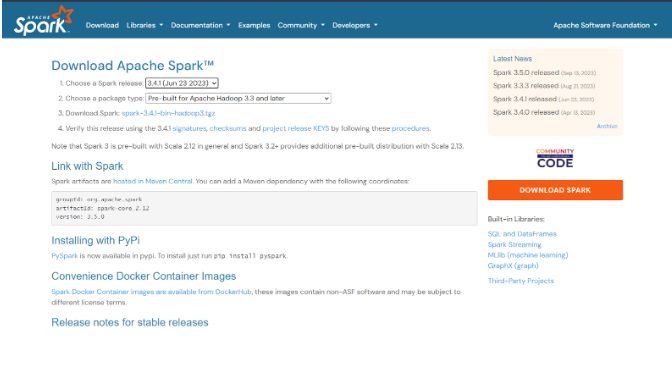 APACHE
Spark™
Download Libraries Documentation Examples Community Developers Apache Software Foundation
Download Apache Spark™
1. Choose a Spark release: 3.4.1 (Jun 23 2023)
2. Choose a package type: Pre-built for Apache Hadoop 3.3 and later
3. Download Spark: spark-3.4.1-bin-hadoop3.tgz
4. Verify this release using the 3.4.1 signatures, checksums and project release KEYS by following these procedures.
Note that Spark 3 is pre-built with Scala 2.12 in general and Spark 3.2+ provides additional pre-built distribution with Scala 2.13.
Link with Spark
Spark artifacts are hosted in Maven Central. You can add a Maven dependency with the following coordinates:
groupId: org.apache.spark
artifactId: spark-core_2.12
version: 3.5.0
Installing with PyPi
PySpark is now available in pypi. To install just run pip install pyspark.
Convenience Docker Container Images
Spark Docker Container images are available from DockerHub, these images contain non-ASF software and may be subject to
different license terms.
Release notes for stable releases
Latest News
Spark 3.5.0 released (Sep 13, 2023)
Spark 3.3.3 released (Aug 21, 2023)
Spark 3.4.1 released (Jun 23, 2023)
Spark 3.4.0 released (Apr 13, 2023)
Archive
COMMUNITY
CODE
DOWNLOAD SPARK
Built-in Libraries:
SQL and DataFrames
Spark Streaming
MLlib (machine learning)
GraphX (graph)
Third-Party Projects